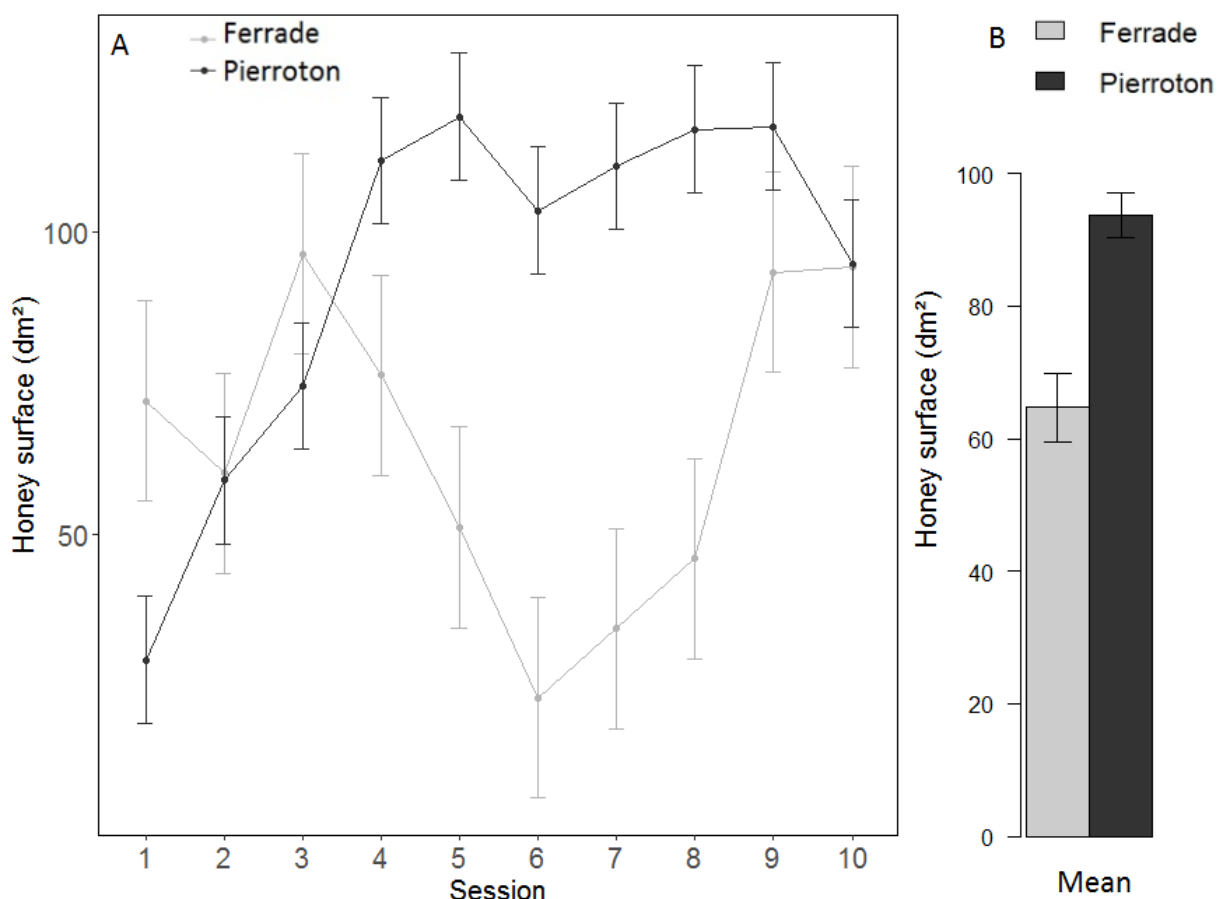 A
Ferrade
Pierroton
Honey surface (dm²)
100
50
1 2 3 4 5 6 7 8 9 10
Session
B
Ferrade
Pierroton
Honey surface (dm²)
100
80
60
40
20
0
Mean